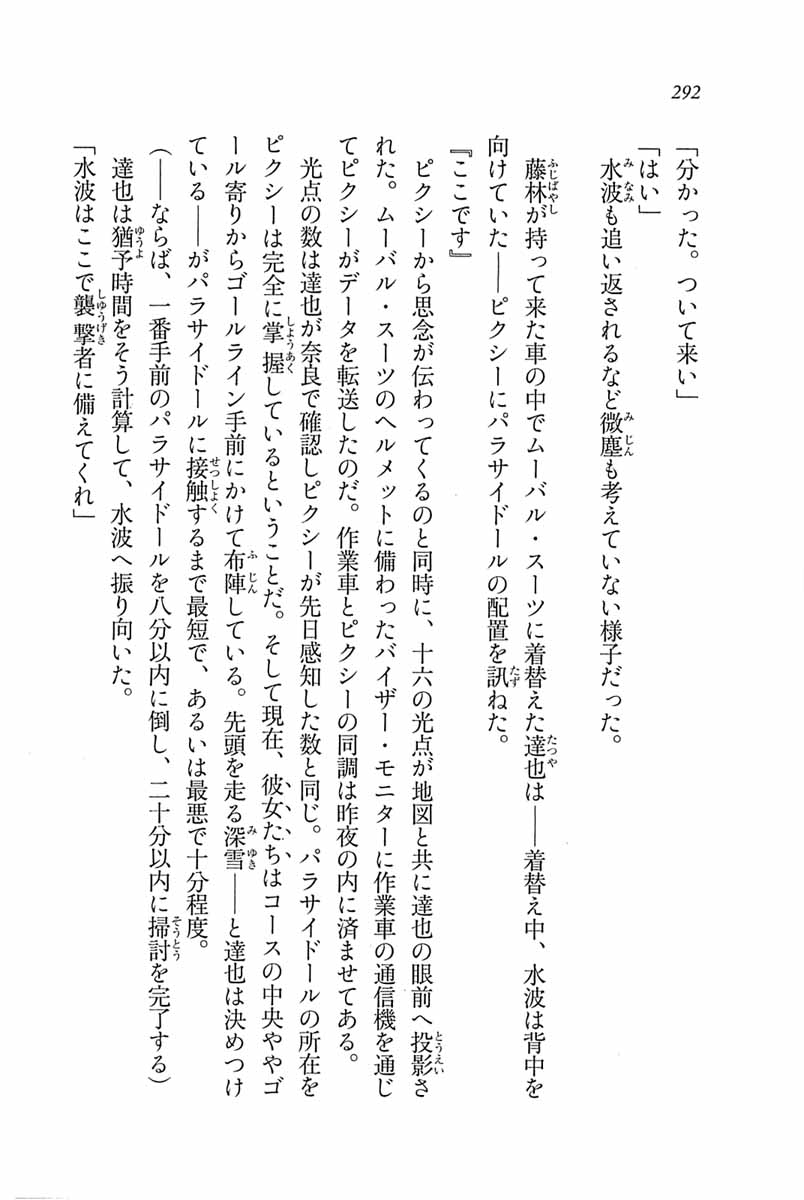 292
「分かった。ついて来い」
「はい」
水波も追い返されるなど微塵も考えていない様子だった。
藤林が持って来た車の中でムーバル・スーツに着替えた達也は――着替え中、水波は背中を
向けていた――ピクシーにパラサイドールの配置を訊ねた。
『ここです』
ピクシーから思念が伝わってくるのと同時に、十六の光点が地図と共に達也の眼前へ投影さ
れた。ムーバル・スーツのヘルメットに備わったバイザー・モニターに作業車の通信機を通じ
てピクシーがデータを転送したのだ。作業車とピクシーの同調は昨夜の内に済ませてある。
光点の数は達也が奈良で確認しピクシーが先日感知した数と同じ。パラサイドールの所在を
ピクシーは完全に掌握しているということだ。そして現在、彼女たちはコースの中央ややゴ
ール寄りからゴールライン手前にかけて布陣している。先頭を走る深雪――と達也は決めつけ
ている――がパラサイドールに接触するまで最短で、あるいは最悪で十分程度。
（――ならば、一番手前のパラサイドールを八分以内に倒し、二十分以内に掃討を完了する）
達也は猶予時間をそう計算して、水波へ振り向いた。
「水波はここで襲撃者に備えてくれ」